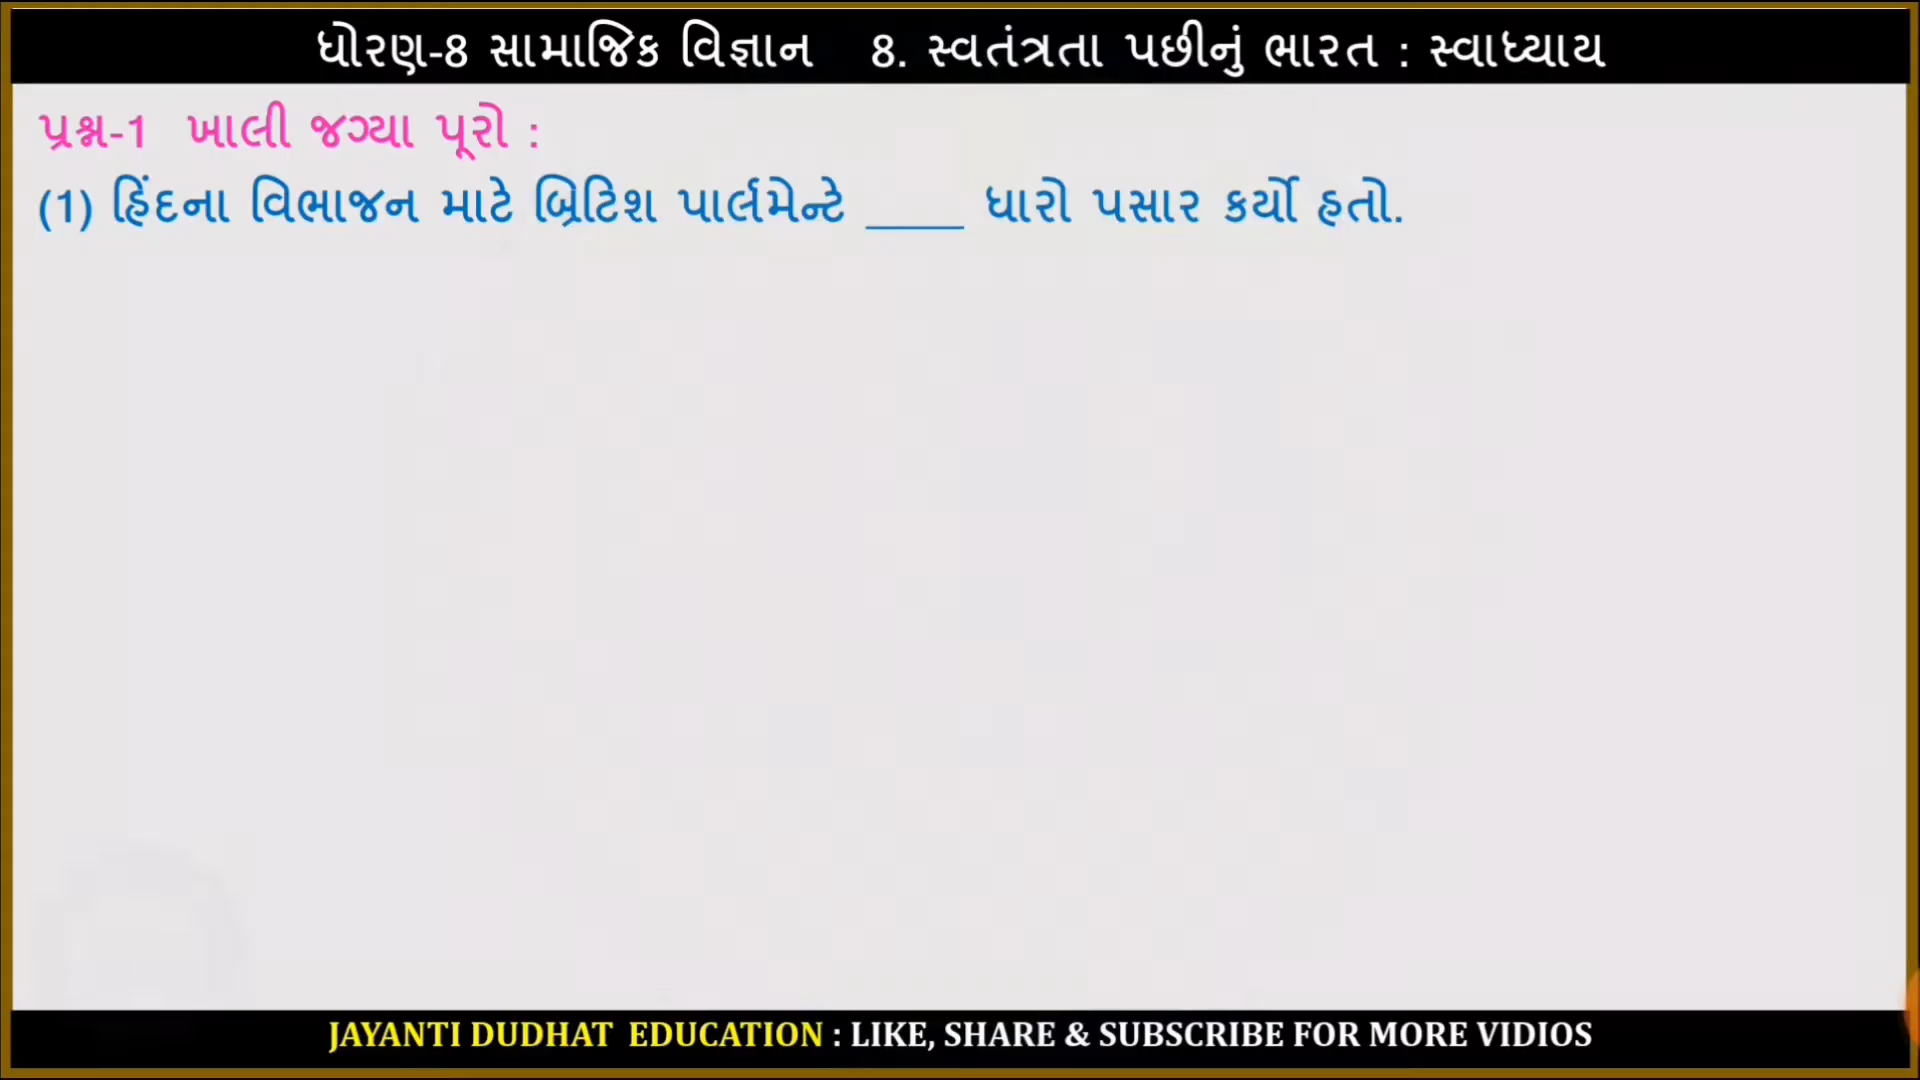 ધોરણ-8 સામાજિક વિજ્ઞાન 8. સ્વતંત્રતા પછીનું ભારત : સ્વાધ્યાય
પ્રશ્ન-1 ખાલી જગ્યા પૂરો :
(1) હિંદના વિભાજન માટે બ્રિટિશ પાર્લમેન્ટે ____ ધારો પસાર કર્યો હતો.
JAYANTI DUDHAT EDUCATION : LIKE, SHARE & SUBSCRIBE FOR MORE VIDIOS